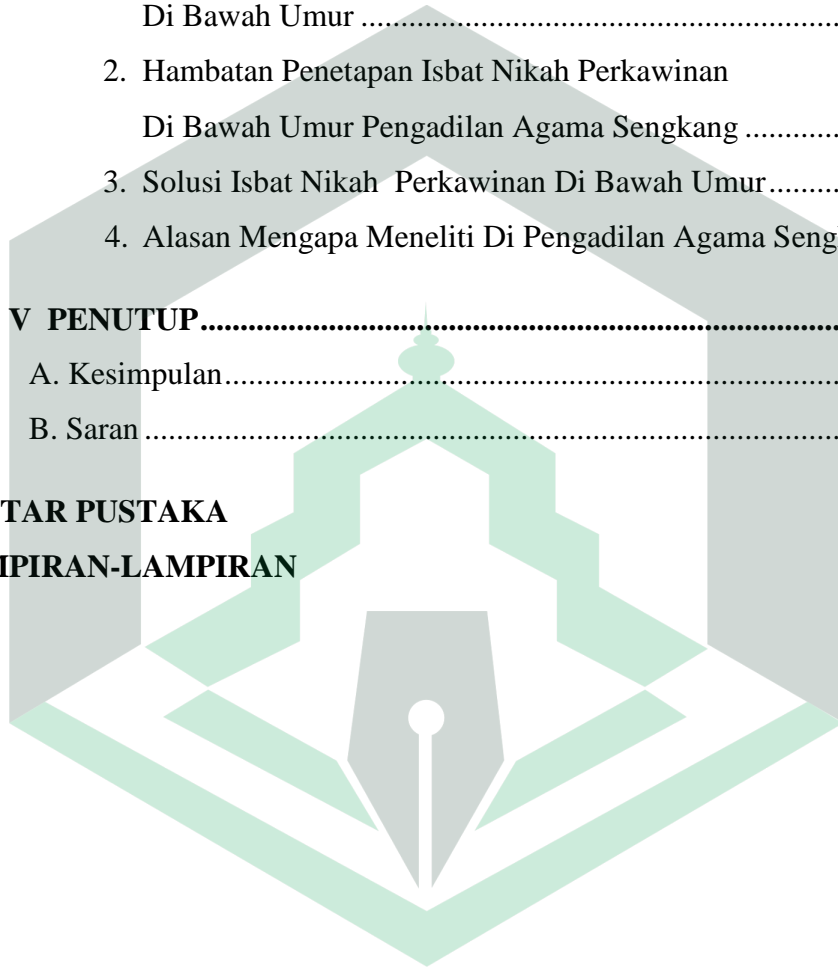 Di Bawah Umur ............................................................
2. Hambatan Penetapan Isbat Nikah Perkawinan
Di Bawah Umur Pengadilan Agama Sengkang ............
3. Solusi Isbat Nikah Perkawinan Di Bawah Umur.........
4. Alasan Mengapa Meneliti Di Pengadilan Agama Seng
V PENUTUP................................................................................
A. Kesimpulan.............................................................................
B. Saran .......................................................................................
TAR PUSTAKA
MPIRAN-LAMPIRAN